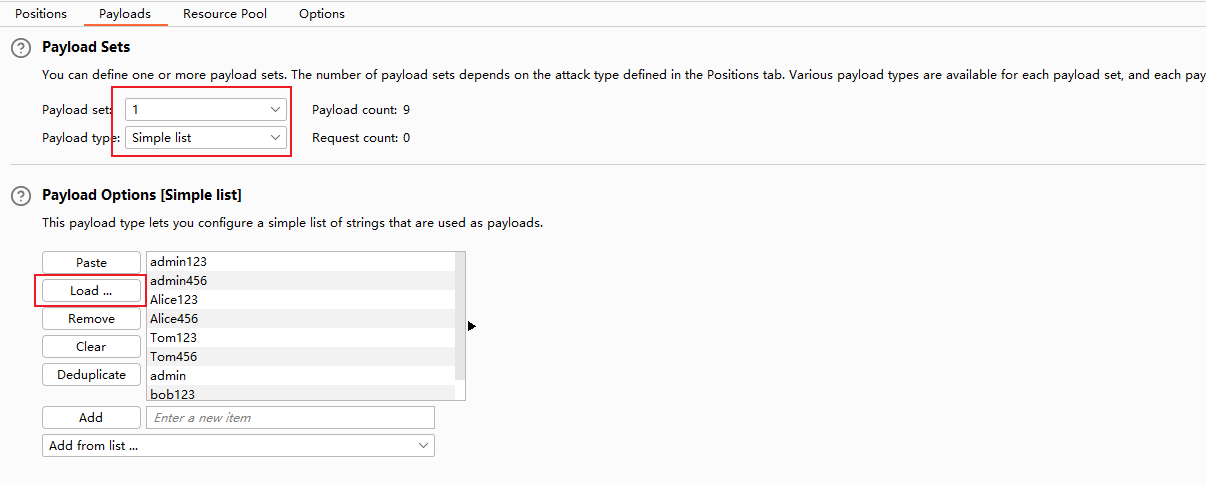 Positions Payloads Resource Pool Options
Payload Sets
You can define one or more payload sets. The number of payload sets depends on the attack type defined in the Positions tab. Various payload types are available for each payload set, and each pay
Payload set: 1 Payload count: 9
Payload type: Simple list Request count: 0
Payload Options [Simple list]
This payload type lets you configure a simple list of strings that are used as payloads.
Paste
Load ...
Remove
Clear
Deduplicate
admin123
admin456
Alice123
Alice456
Tom123
Tom456
admin
bob123
Add Enter a new item
Add from list ...